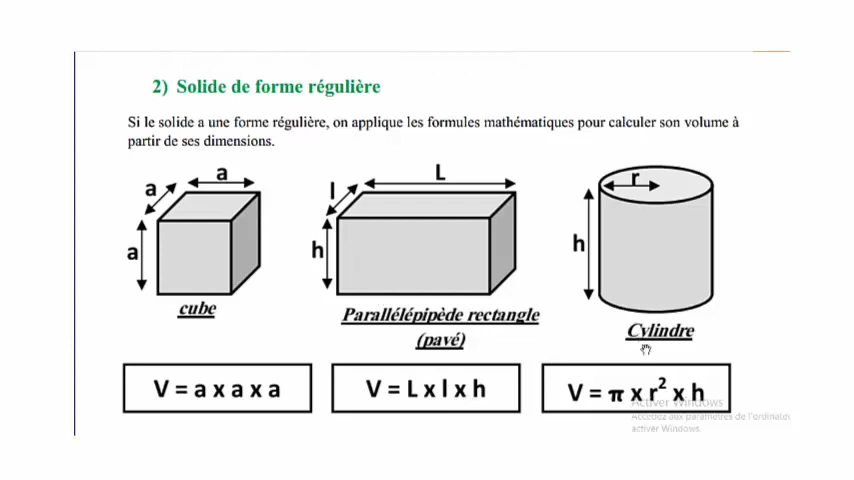 2) Solide de forme régulière
Si le solide a une forme régulière, on applique les formules mathématiques pour calculer son volume à
partir de ses dimensions.
a
a
a
cube
L
l
h
Parallélépipède rectangle
(pavé)
r
h
Cylindre
V = a x a x a
V = L x l x h
V = π x r² x h
Activer Windows
Accédez aux paramètres de l'ordinateu
activer Windows.